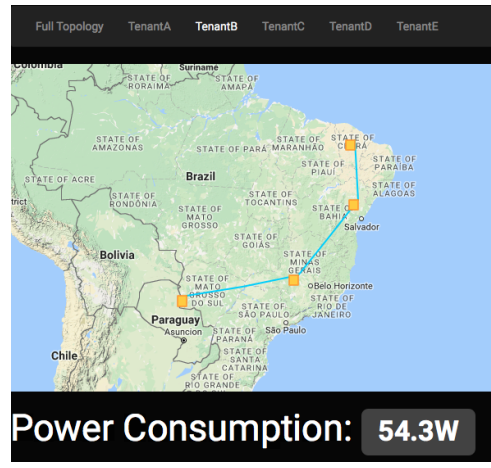 Full Topology TenantA TenantB TenantC TenantD TenantE
Colombia
Suriname
STATE OF
RORAIMA
STATE OF
AMAPÁ
STATE OF
AMAZONAS
STATE OF PARÁ
MARANHÃO
STATE OF
CEARÁ
STATE OF
PIAUÍ
STATE OF
PARAÍBA
STATE OF ACRE
Brazil
STATE OF
ALAGOAS
STATE OF
RONDÔNIA
STATE OF
TOCANTINS
STATE OF
MATO
GROSSO
BAHIA
Salvador
STATE OF
GOIÁS
Bolivia
STATE OF
MINAS
GERAIS
STATE OF
MATO
GROSSO
DO SUL
Belo Horizonte
STATE OF
SÃO PAULO
STATE OF
RIO DE
JANEIRO
Paraguay
Asuncion
São Paulo
STATE OF
PARANÁ
Chile
STATE OF
SANTA
CATARINA
STATE OF
RIO GRANDE
Power Consumption: 54.3W